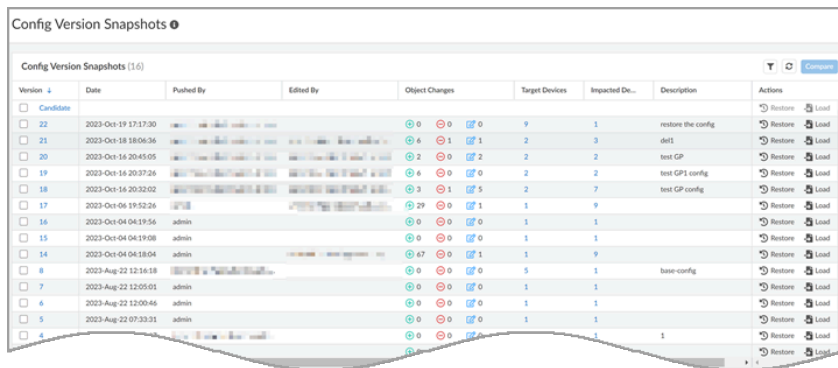 Config Version Snapshots
Config Version Snapshots (16)
Compare
Version Date Pushed By Edited By Object Changes Target Devices Impacted De... Description Actions
Candidate Restore Load
22 2023-Oct-19 17:17:30 0 0 0 9 1 restore the config Restore Load
21 2023-Oct-18 18:06:36 6 1 1 2 3 del1 Restore Load
20 2023-Oct-16 20:45:05 2 0 2 2 2 test GP Restore Load
19 2023-Oct-16 20:37:26 6 0 0 2 2 test GP1 config Restore Load
18 2023-Oct-16 20:32:02 3 1 5 2 7 test GP config Restore Load
17 2023-Oct-06 19:52:26 29 0 1 1 9 Restore Load
16 2023-Oct-04 04:19:56 admin 0 0 0 1 1 Restore Load
15 2023-Oct-04 04:19:08 admin 0 0 0 1 1 Restore Load
14 2023-Oct-04 04:18:04 admin 67 0 1 1 9 Restore Load
8 2023-Aug-22 12:16:18 0 0 0 5 1 base-config Restore Load
7 2023-Aug-22 12:05:01 admin 0 0 0 1 1 Restore Load
6 2023-Aug-22 12:00:46 admin 0 0 0 1 1 Restore Load
5 2023-Aug-22 07:33:31 admin 0 0 0 1 1 Restore Load
4 0 0 0 1 1 Restore Load
Restore Load